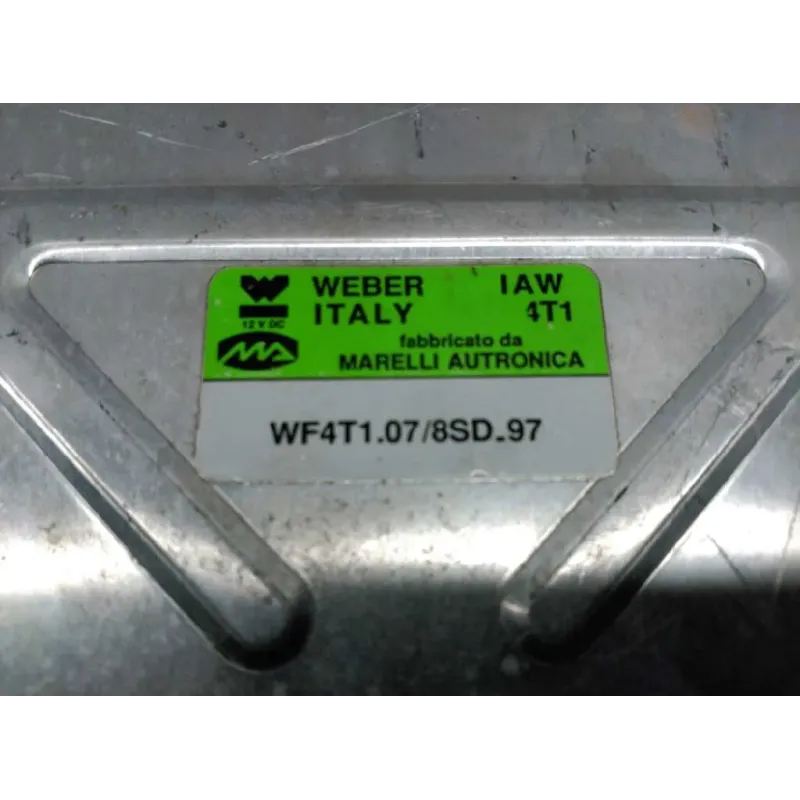 WEBER IAW
ITALY 4T1
12 V DC
fabbricato da
MARELLI AUTRONICA
WF4T1.07/8SD.97